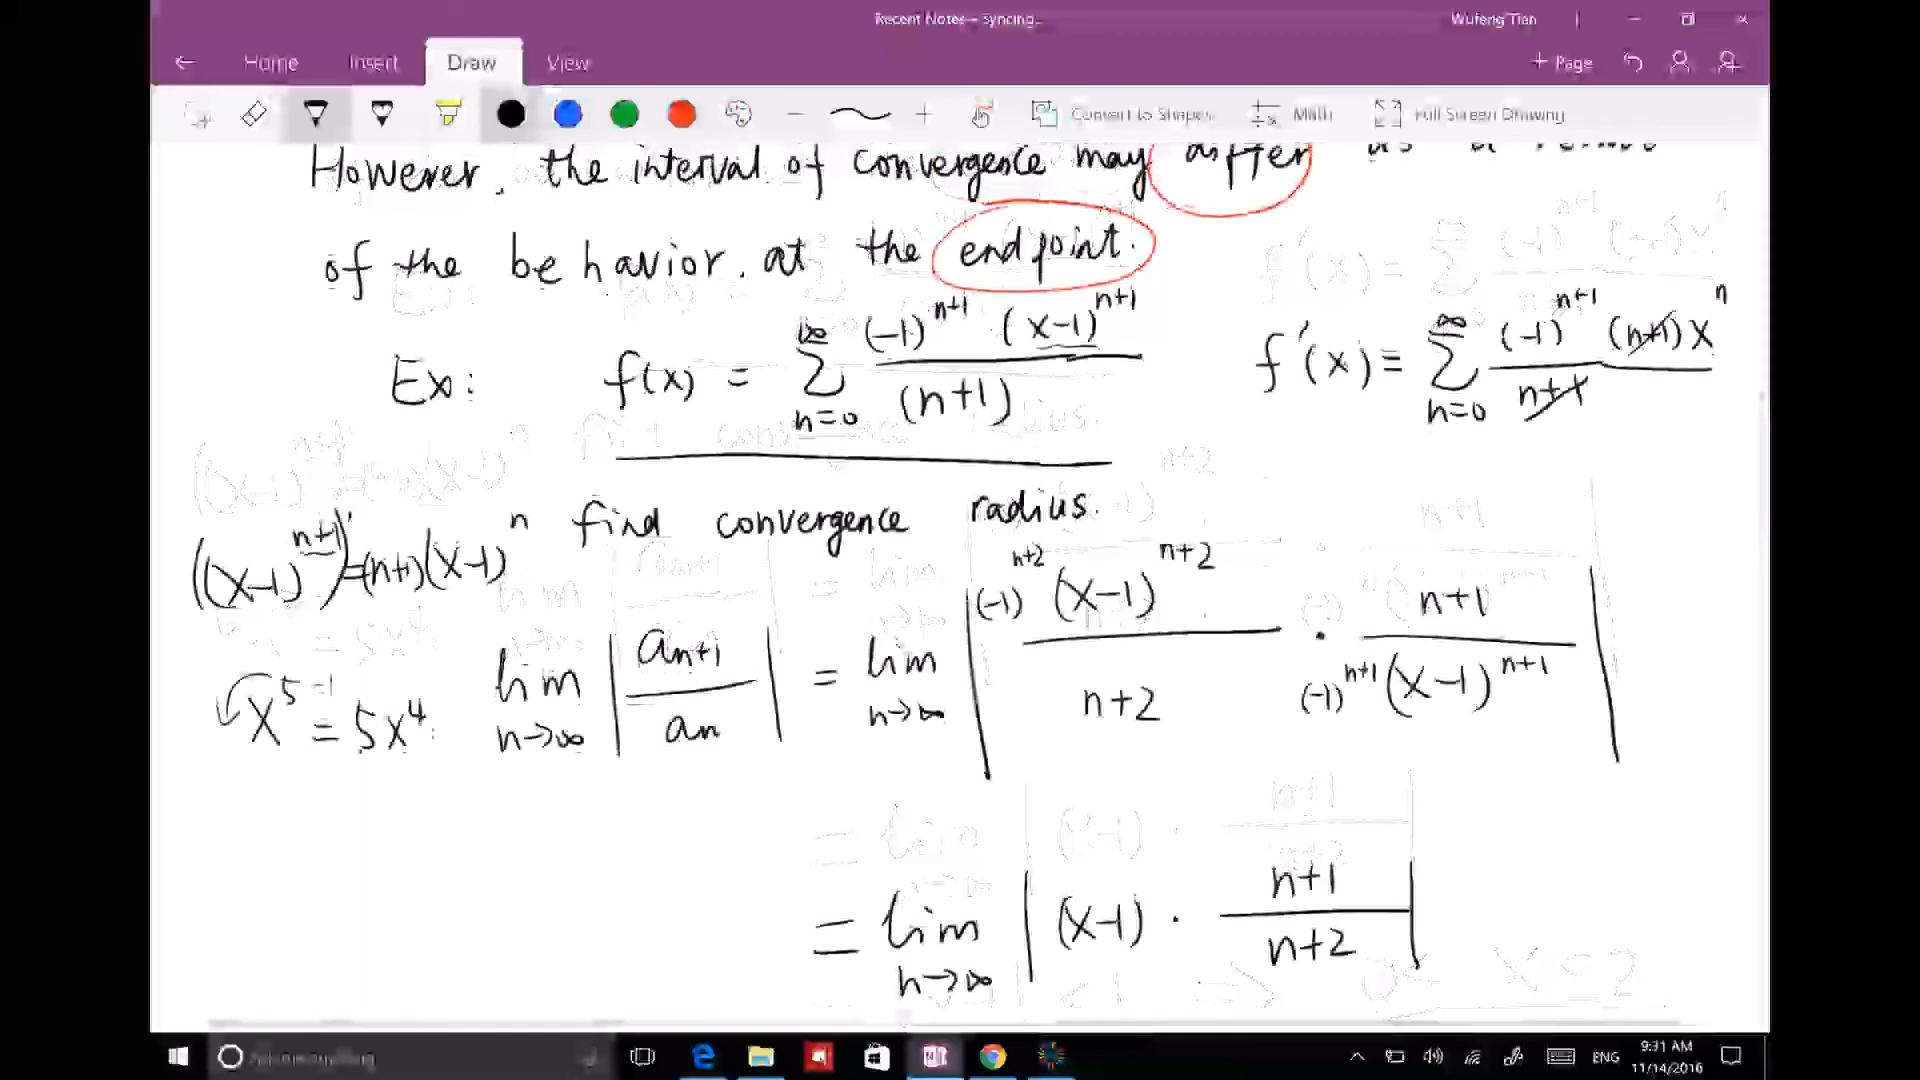 Recent Notes – Syncing...
Wufeng Tian
Home Insert Draw View
+ Page
Convert to Shapes
Math
Full Screen Drawing
However, the interval of convergence may differ as a
of the behavior at the endpoint.
Ex: f(x) = ∑_{n=0}^{∞} (-1)^{n+1} (x-1)^{n+1} / (n+1)
f'(x) = ∑_{n=0}^{∞} (-1)^{n+1} (n+1) x^n / n+1
find convergence radius.
((x-1)^{n+1})' = (n+1)(x-1)^n
x^5 = 5x^4
lim_{n→∞} | a_{n+1} / a_n | = lim_{n→∞} | (-1)^{n+2} (x-1)^{n+2} / n+2 · n+1 / (-1)^{n+1} (x-1)^{n+1} |
= lim_{n→∞} | (x-1) · n+1 / n+2 |
ENG
9:31 AM
11/14/2016